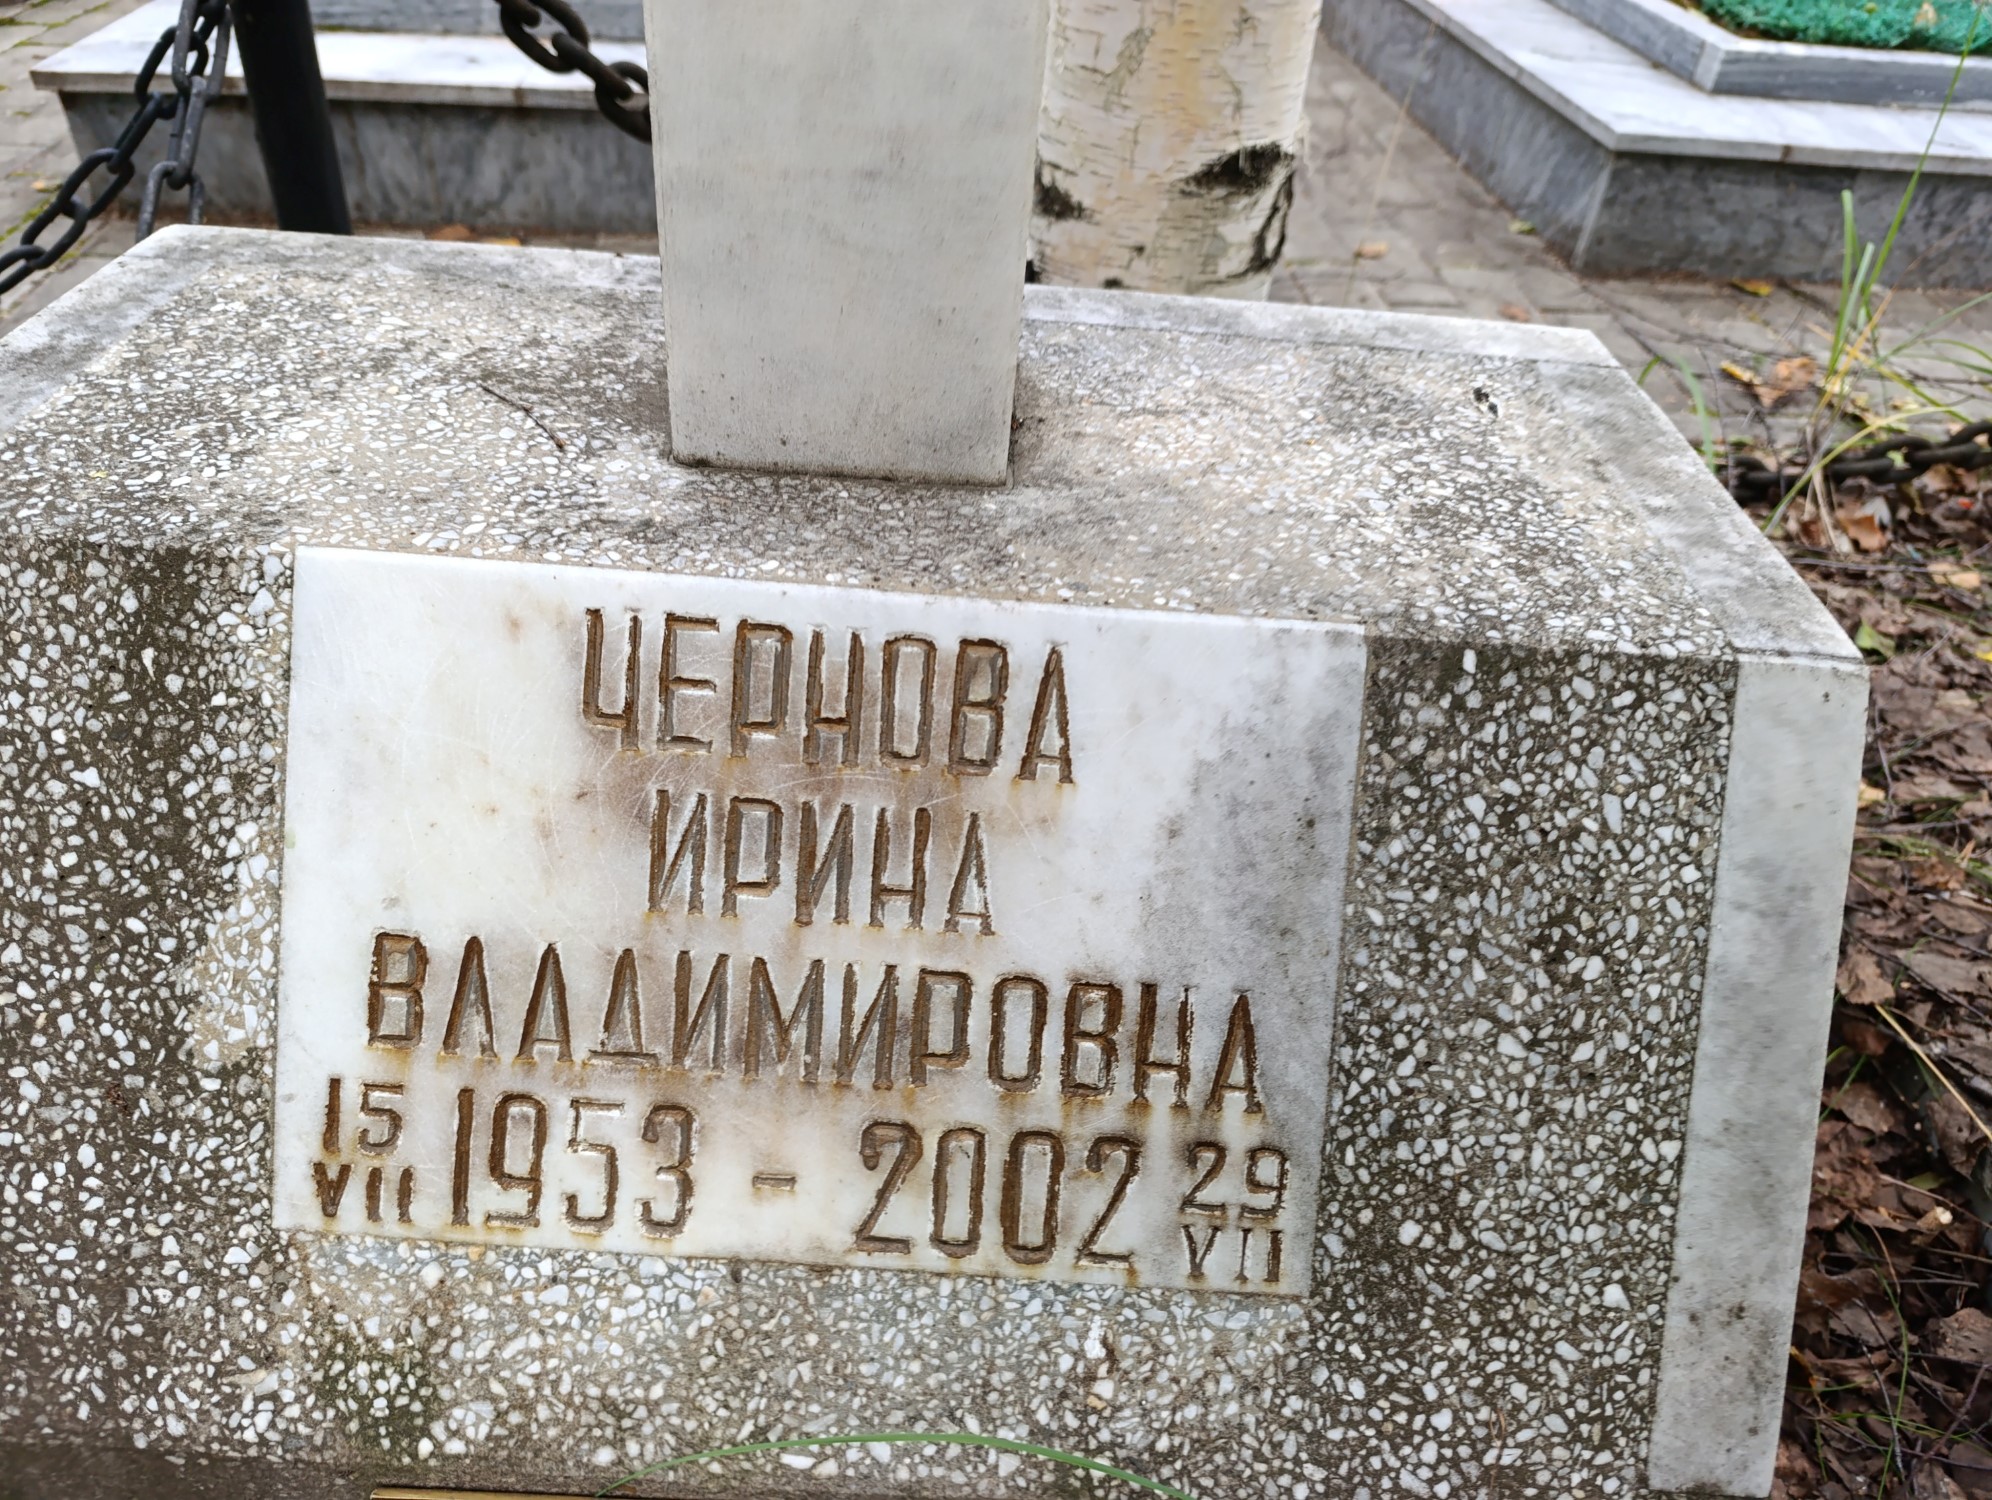 ЧЕРНОВА
ИРИНА
ВЛАДИМИРОВНА
15 VII 1953 - 2002 29 VII